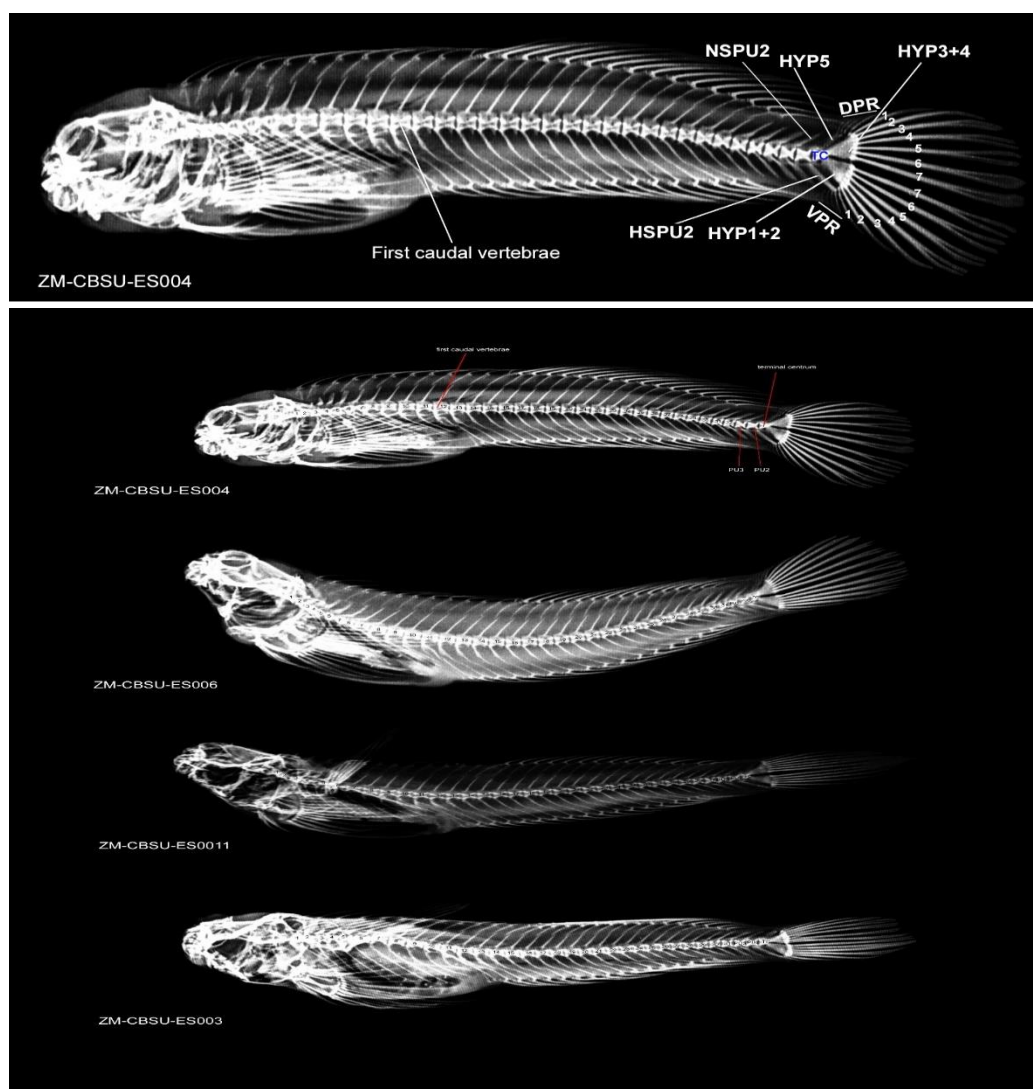 NSPU2
HYP5
HYP3+4
DPR
1
2
3
4
5
6
7
TC
7
6
5
4
3
2
1
VPR
HSPU2
HYP1+2
First caudal vertebrae
ZM-CBSU-ES004
first caudal vertebrae
terminal centrium
PU3
PU2
ZM-CBSU-ES004
ZM-CBSU-ES006
ZM-CBSU-ES0011
ZM-CBSU-ES003